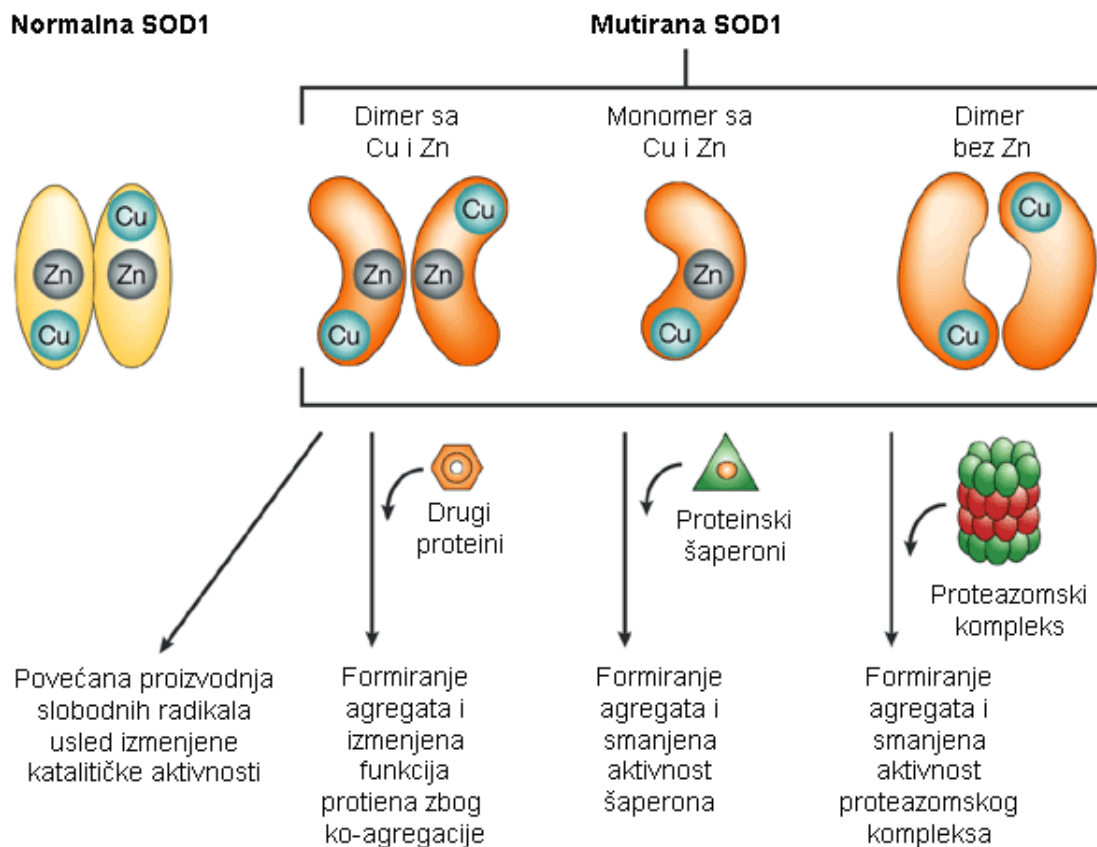 Normalna SOD1
Mutirana SOD1
Dimer sa
Cu i Zn
Monomer sa
Cu i Zn
Dimer
bez Zn
Cu
Zn
Zn
Cu
Cu
Zn
Zn
Cu
Zn
Cu
Cu
Cu
Drugi
proteini
Proteinski
šaperoni
Proteazomski
kompleks
Povećana proizvodnja
slobodnih radikala
usled izmenjene
katalitičke aktivnosti
Formiranje
agregata i
izmenjena
funkcija
protiena zbog
ko-agregacije
Formiranje
agregata i
smanjena
aktivnost
šaperona
Formiranje
agregata i
smanjena
aktivnost
proteazomskog
kompleksa